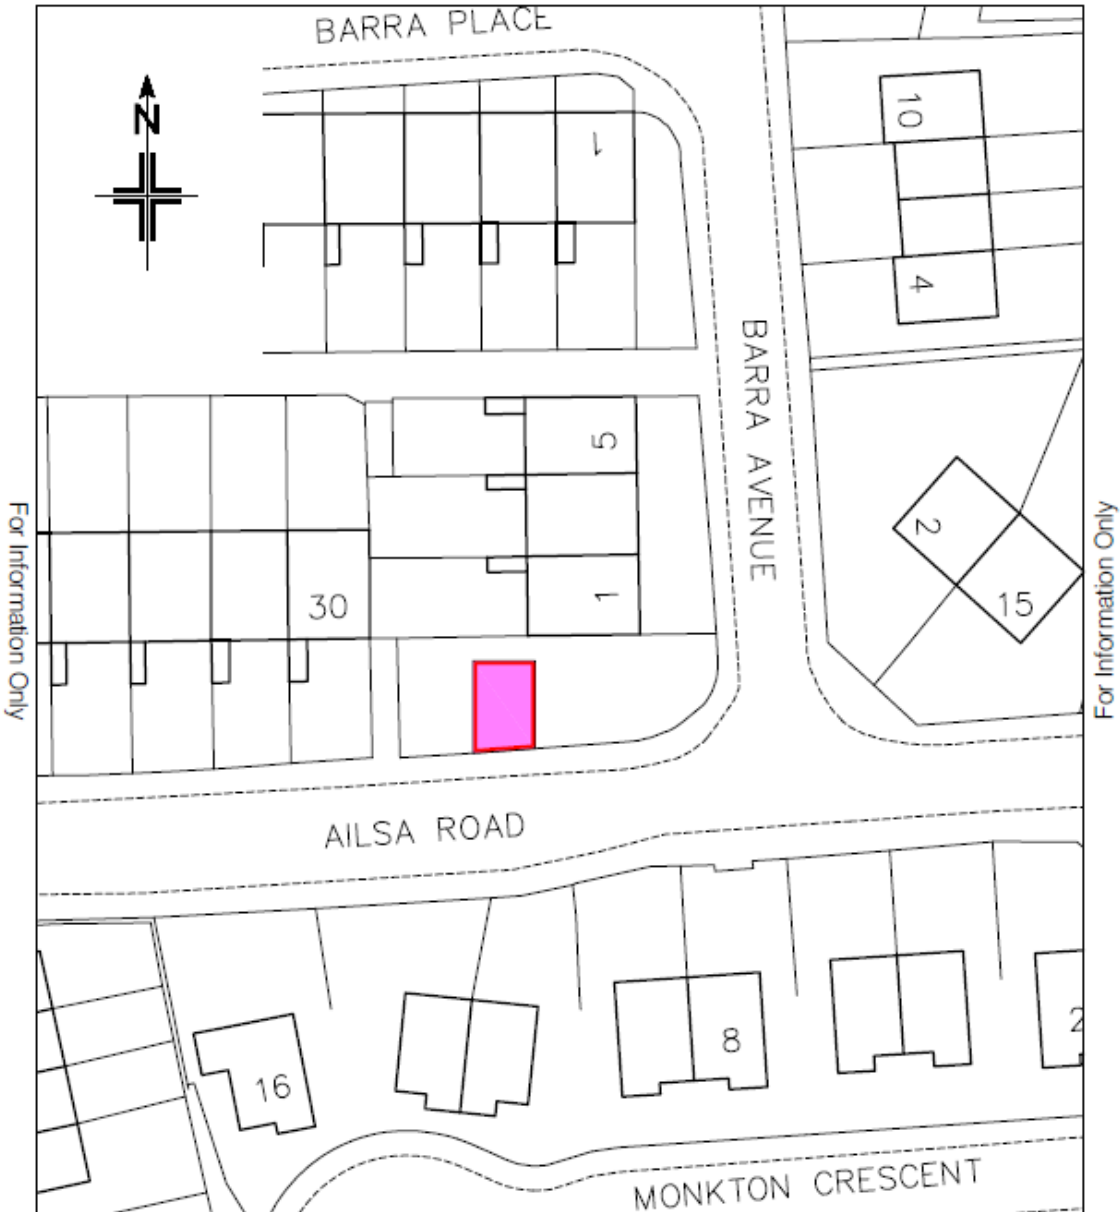 BARRA PLACE
N
1
10
4
BARRA AVENUE
5
1
2
15
30
For Information Only
For Information Only
AILSA ROAD
8
2
16
MONKTON CRESCENT